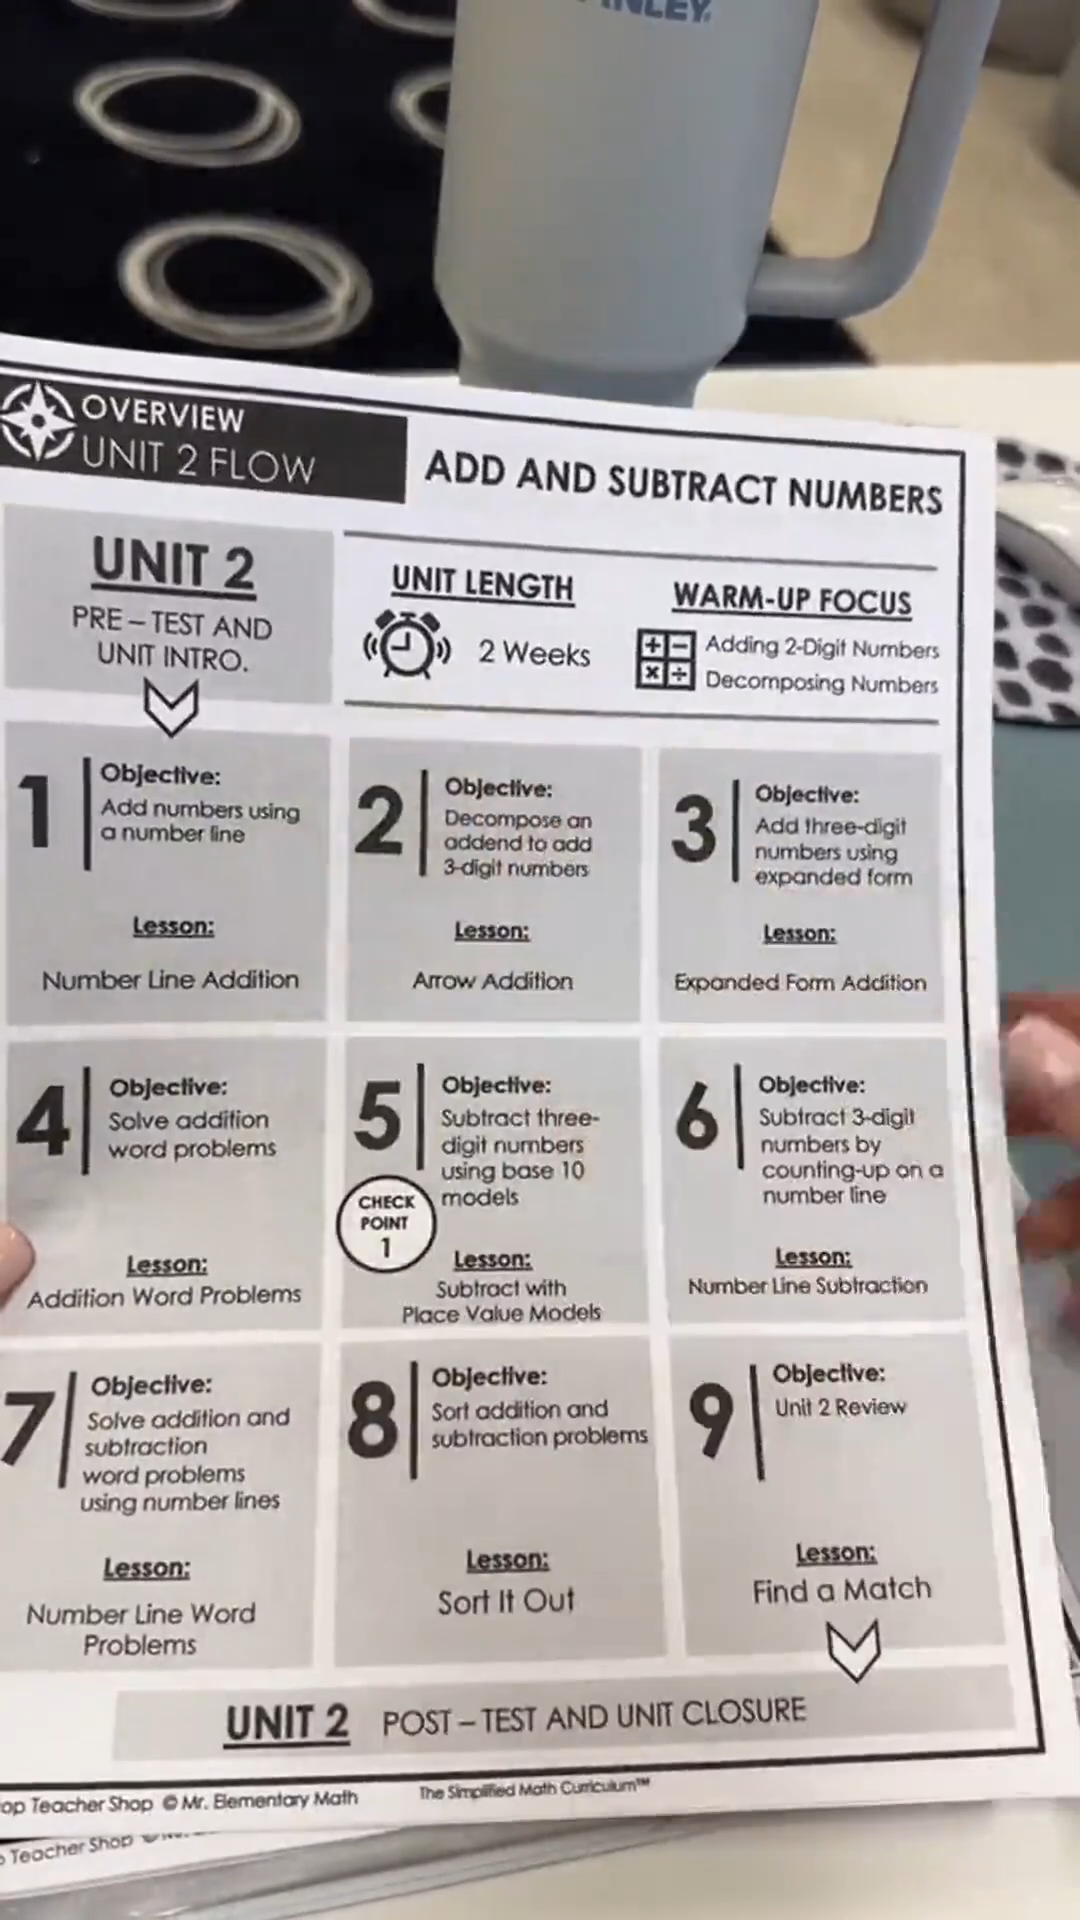 OVERVIEW
UNIT 2 FLOW
ADD AND SUBTRACT NUMBERS
UNIT 2
PRE – TEST AND
UNIT INTRO.
UNIT LENGTH
2 Weeks
WARM-UP FOCUS
Adding 2-Digit Numbers
Decomposing Numbers
1
Objective:
Add numbers using
a number line
Lesson:
Number Line Addition
2
Objective:
Decompose an
addend to add
3-digit numbers
Lesson:
Arrow Addition
3
Objective:
Add three-digit
numbers using
expanded form
Lesson:
Expanded Form Addition
4
Objective:
Solve addition
word problems
Lesson:
Addition Word Problems
5
Objective:
Subtract three-
digit numbers
using base 10
models
CHECK
POINT
1
Lesson:
Subtract with
Place Value Models
6
Objective:
Subtract 3-digit
numbers by
counting-up on a
number line
Lesson:
Number Line Subtraction
7
Objective:
Solve addition and
subtraction
word problems
using number lines
Lesson:
Number Line Word
Problems
8
Objective:
Sort addition and
subtraction problems
Lesson:
Sort It Out
9
Objective:
Unit 2 Review
Lesson:
Find a Match
UNIT 2 POST – TEST AND UNIT CLOSURE
Teacher Shop © Mr. Elementary Math
The Simplified Math Curriculum™
Teacher Shop